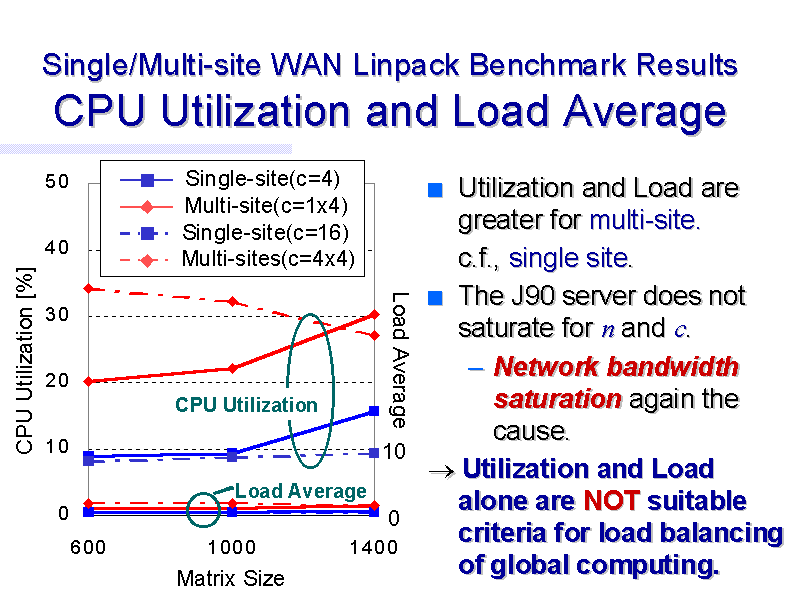 Single/Multi-site WAN Linpack Benchmark Results
CPU Utilization and Load Average
50
40
30
20
10
0
CPU Utilization [%]
Single-site(c=4)
Multi-site(c=1x4)
Single-site(c=16)
Multi-sites(c=4x4)
CPU Utilization
Load Average
Load Average
10
0
600
1000
1400
Matrix Size
■ Utilization and Load are
greater for multi-site.
c.f., single site.
■ The J90 server does not
saturate for n and c.
– Network bandwidth
saturation again the
cause.
→ Utilization and Load
alone are NOT suitable
criteria for load balancing
of global computing.